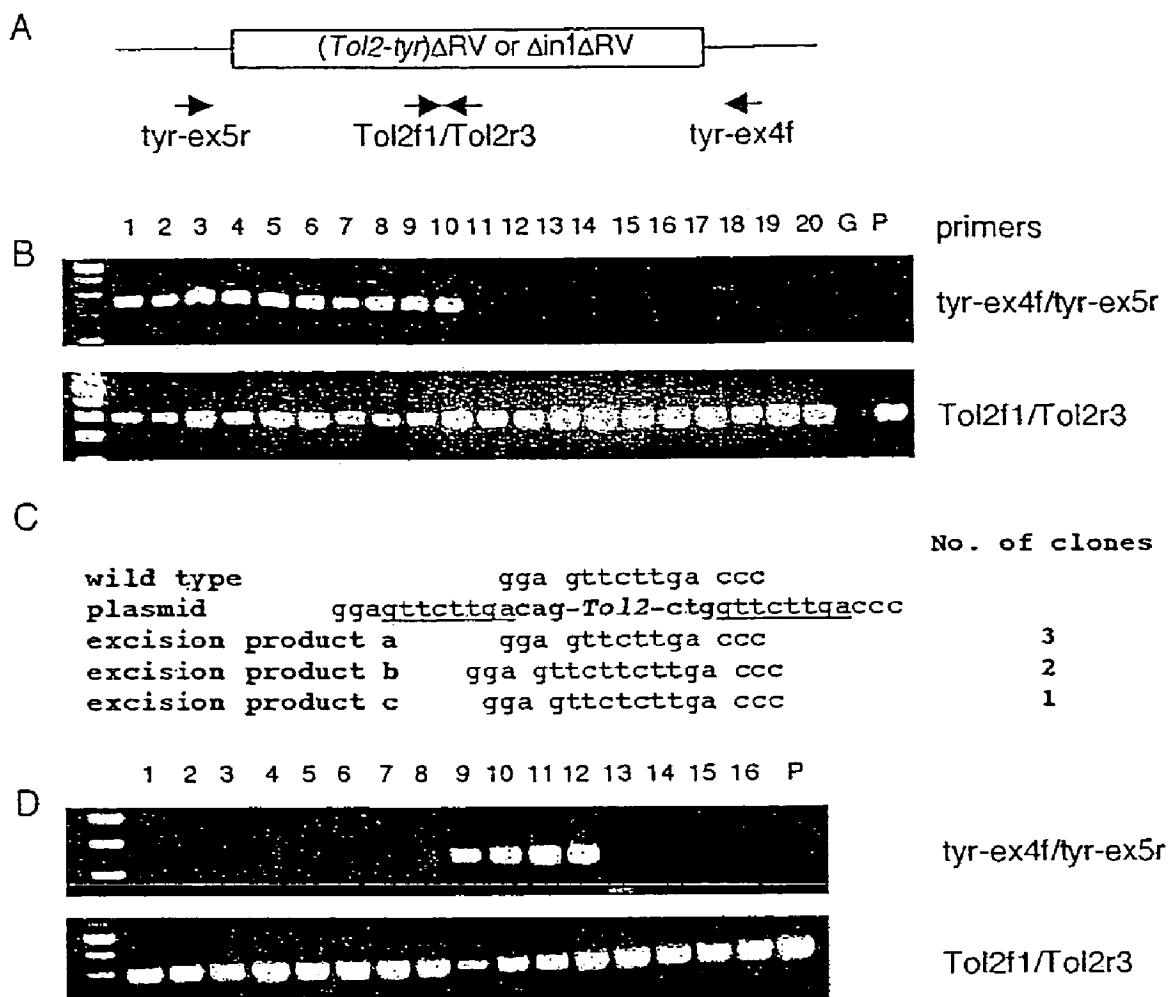 A
(Tol2-tyr)ΔRV or Δin1ΔRV
tyr-ex5r
Tol2f1/Tol2r3
tyr-ex4f
1 2 3 4 5 6 7 8 9 10 11 12 13 14 15 16 17 18 19 20 G P
primers
B
tyr-ex4f/tyr-ex5r
Tol2f1/Tol2r3
C
No. of clones
wild type gga gttcttga ccc
plasmid ggagttcttgacag-Tol2-ctggttcttgaccc
excision product a gga gttcttga ccc 3
excision product b gga gttcttcttga ccc 2
excision product c gga gttctcttga ccc 1
1 2 3 4 5 6 7 8 9 10 11 12 13 14 15 16 P
D
tyr-ex4f/tyr-ex5r
Tol2f1/Tol2r3